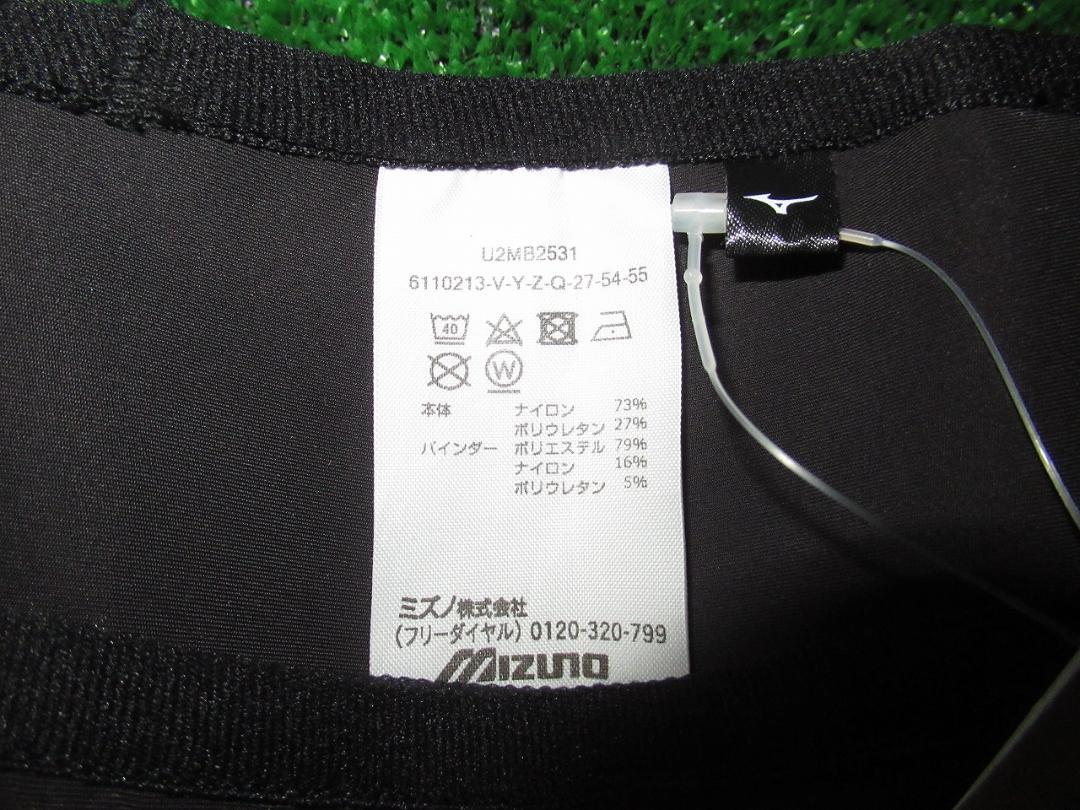 U2MB2531
6110213-V-Y-Z-Q-27-54-55
40
W
本体 ナイロン 73%
ポリウレタン 27%
バインダー ポリエステル 79%
ナイロン 16%
ポリウレタン 5%
ミズノ株式会社
(フリーダイヤル) 0120-320-799
MIZUNO